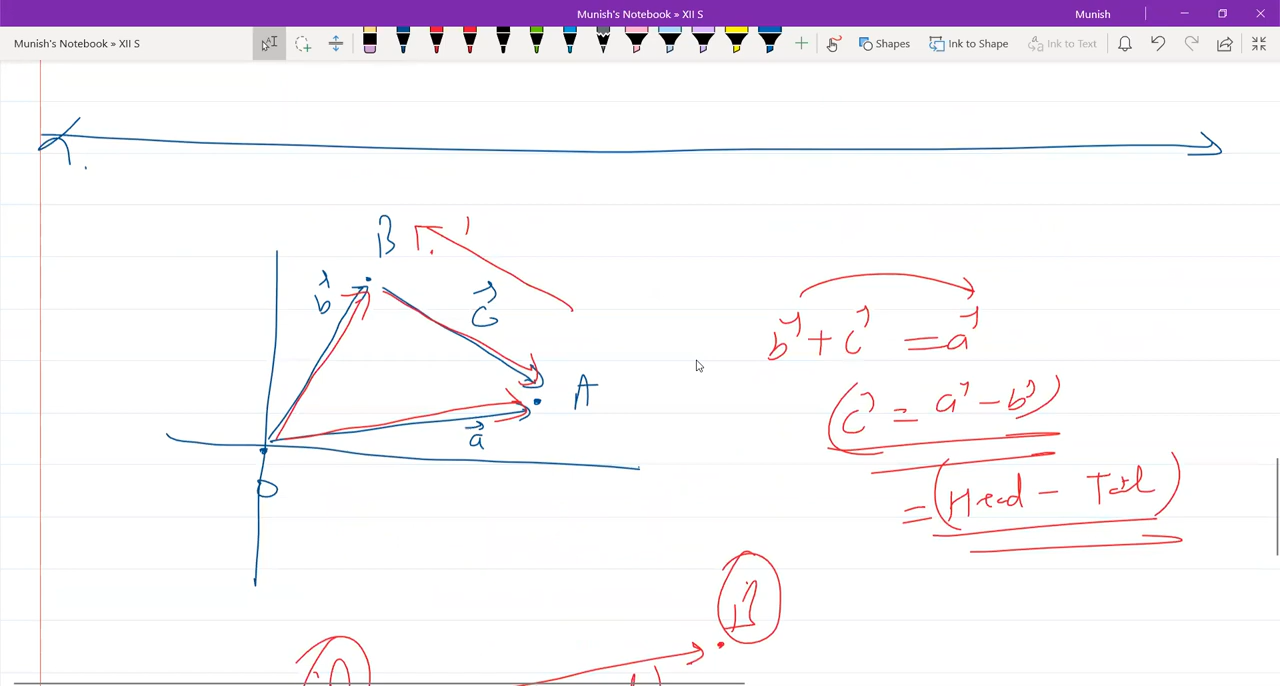 Munish's Notebook » XII S
Munish
Munish's Notebook » XII S
Shapes
Ink to Shape
Ink to Text
B
b⃗
c⃗
A
a⃗
O
b⃗ + c⃗ = a⃗
(c⃗ = a⃗ - b⃗)
= (Head - Tail)
B